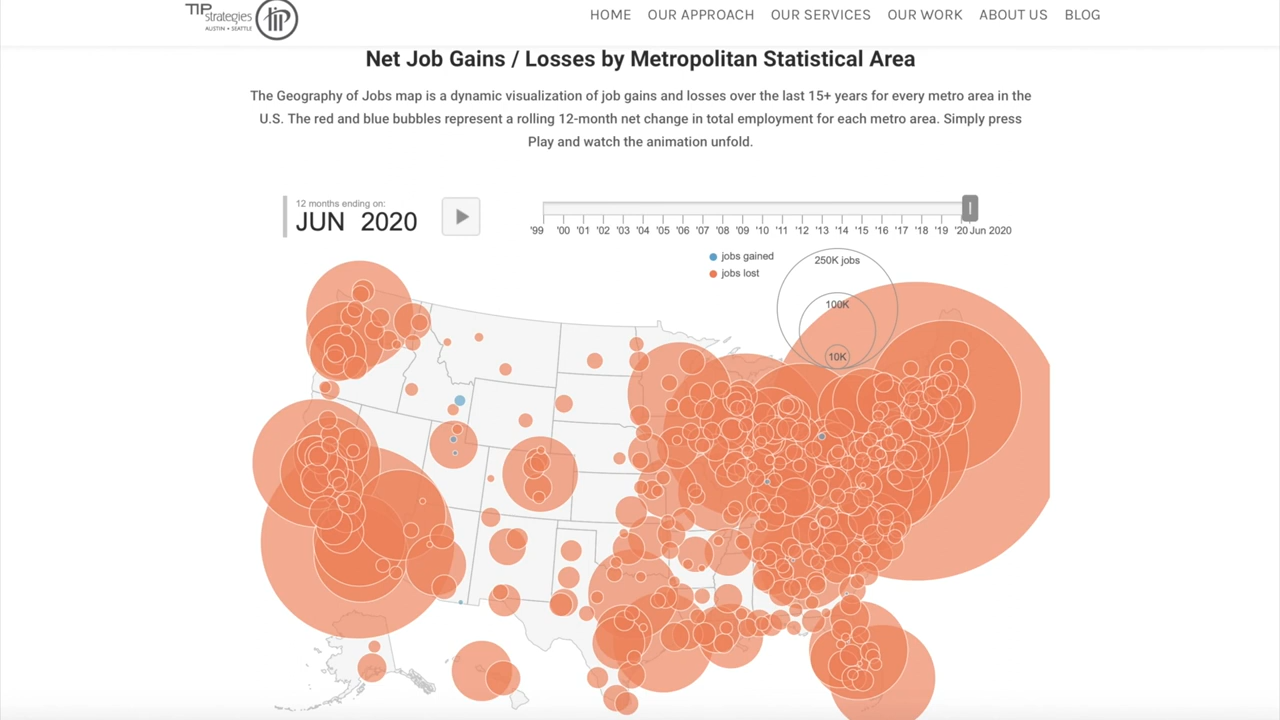 TIP strategies
AUSTIN • SEATTLE
tip
HOME OUR APPROACH OUR SERVICES OUR WORK ABOUT US BLOG
Net Job Gains / Losses by Metropolitan Statistical Area
The Geography of Jobs map is a dynamic visualization of job gains and losses over the last 15+ years for every metro area in the
U.S. The red and blue bubbles represent a rolling 12-month net change in total employment for each metro area. Simply press
Play and watch the animation unfold.
12 months ending on:
JUN 2020
'99 '00 '01 '02 '03 '04 '05 '06 '07 '08 '09 '10 '11 '12 '13 '14 '15 '16 '17 '18 '19 '20 Jun 2020
jobs gained
jobs lost
250K jobs
100K
10K